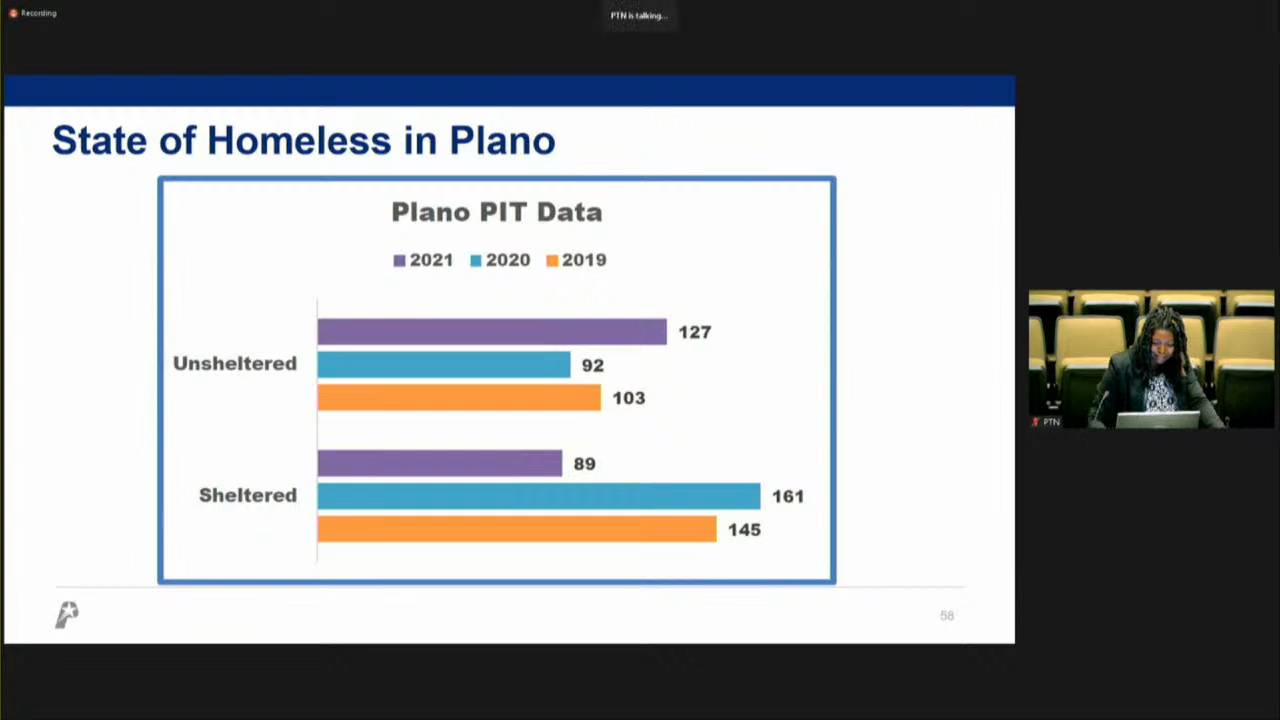 Recording
PTN is talking...
State of Homeless in Plano
Plano PIT Data
2021 2020 2019
127
Unsheltered
92
103
89
Sheltered
161
145
58
PTN